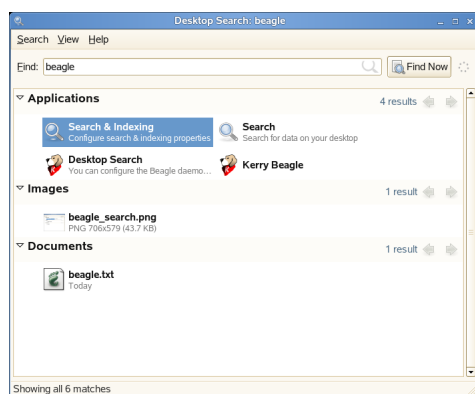 Desktop Search: beagle
Search View Help
Find: beagle Find Now
Applications 4 results
Search & Indexing
Configure search & indexing properties
Search
Search for data on your desktop
Desktop Search
You can configure the Beagle daemo...
Kerry Beagle
Images 1 result
beagle_search.png
PNG 706x579 (43.7 KB)
Documents 1 result
beagle.txt
Today
Showing all 6 matches